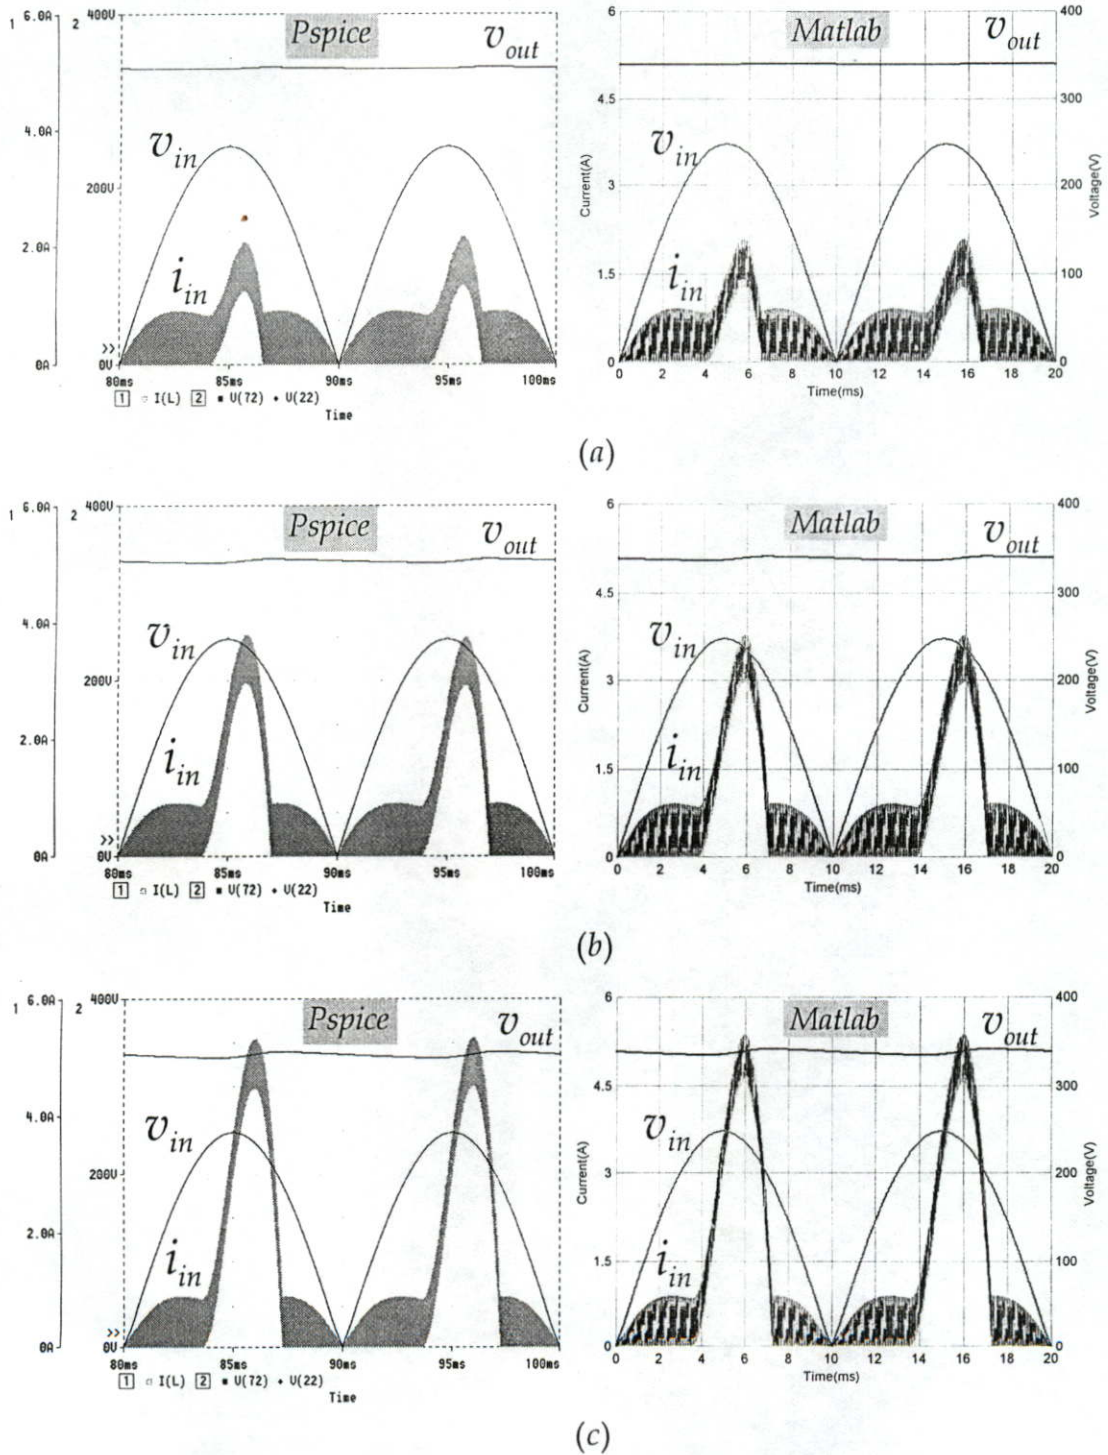 1 6.0A 2 400V
Pspice
v_out
4.0A
v_in
200V
2.0A
i_in
>>
0A 0V
80ms 85ms 90ms 95ms 100ms
1 I(L) 2 V(72) V(22)
Time
6 400
Matlab
v_out
4.5 300
v_in
Current(A)
3 200
Voltage(V)
1.5 100
i_in
0 0
0 2 4 6 8 10 12 14 16 18 20
Time(ms)
(a)
1 6.0A 2 400V
Pspice
v_out
4.0A
v_in
200V
2.0A
i_in
>>
0A 0V
80ms 85ms 90ms 95ms 100ms
1 I(L) 2 V(72) V(22)
Time
6 400
Matlab
v_out
4.5 300
v_in
Current(A)
3 200
Voltage(V)
1.5 100
i_in
0 0
0 2 4 6 8 10 12 14 16 18 20
Time(ms)
(b)
1 6.0A 2 400V
Pspice
v_out
4.0A
v_in
200V
2.0A
i_in
>>
0A 0V
80ms 85ms 90ms 95ms 100ms
1 I(L) 2 V(72) V(22)
Time
6 400
Matlab
v_out
4.5 300
v_in
Current(A)
3 200
Voltage(V)
1.5 100
i_in
0 0
0 2 4 6 8 10 12 14 16 18 20
Time(ms)
(c)